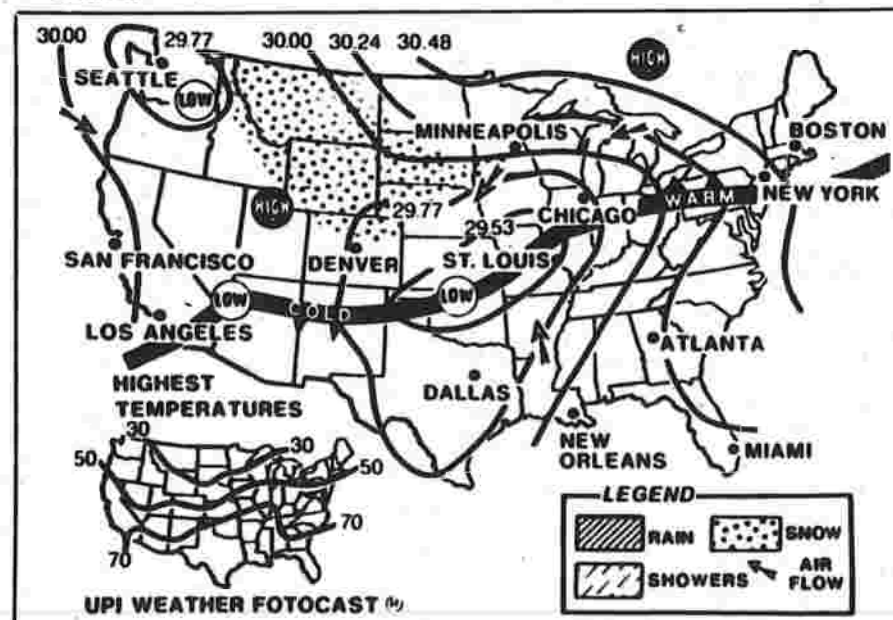 30.00 29.77 30.00 30.24 30.48
HIGH
SEATTLE
LOW
MINNEAPOLIS
BOSTON
HIGH
29.77
CHICAGO
WARM
NEW YORK
29.53
SAN FRANCISCO
DENVER
ST. LOUIS
LOW
COLD
LOW
LOS ANGELES
ATLANTA
HIGHEST
TEMPERATURES
DALLAS
NEW
ORLEANS
MIAMI
30
30
50
50
70
70
LEGEND
RAIN
SNOW
SHOWERS
AIR
FLOW
UPI WEATHER FOTOCAST